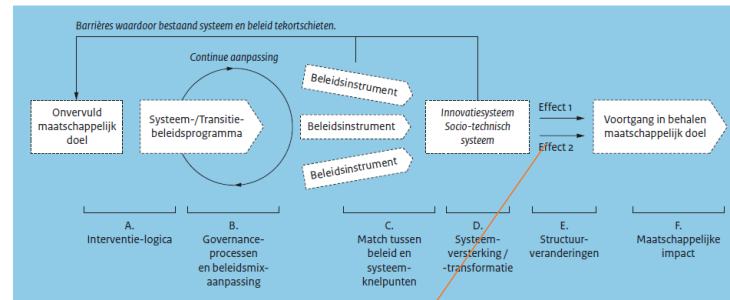 Barrières waardoor bestaand systeem en beleid tekortschieten.
Continue aanpassing
Beleidsinstrument
Onvervuld
maatschappelijk
doel
Systeem-/Transitie-
beleidsprogramma
Beleidsinstrument
Innovatiesysteem
Socio-technisch
systeem
Effect 1
Effect 2
Voortgang in behalen
maatschappelijk doel
Beleidsinstrument
A.
Interventie-logica
B.
Governance-
processen
en beleidsmix-
aanpassing
C.
Match tussen
beleid en
systeem-
knelpunten
D.
Systeem-
versterking /
-transformatie
E.
Structuur-
veranderingen
F.
Maatschappelijke
impact